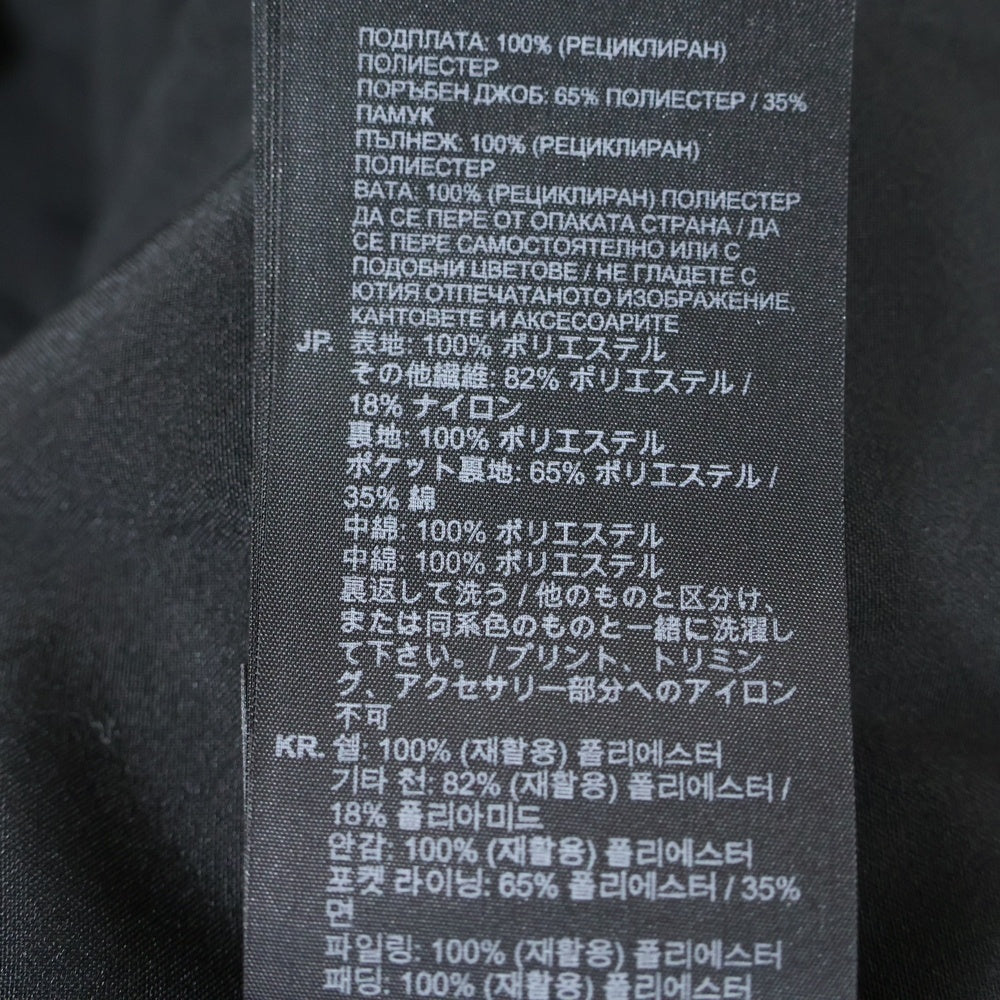 ПОДПЛАТА: 100% (РЕЦИКЛИРАН)
ПОЛИЕСТЕР
ПОРЪБЕН ДЖОБ: 65% ПОЛИЕСТЕР / 35%
ПАМУК
ПЪЛНЕЖ: 100% (РЕЦИКЛИРАН)
ПОЛИЕСТЕР
ВАТА: 100% (РЕЦИКЛИРАН) ПОЛИЕСТЕР
ДА СЕ ПЕРЕ ОТ ОПАКАТА СТРАНА / ДА
СЕ ПЕРЕ САМОСТОЯТЕЛНО ИЛИ С
ПОДОБНИ ЦВЕТОВЕ / НЕ ГЛАДЕТЕ С
ЮТИЯ ОТПЕЧАТАНОТО ИЗОБРАЖЕНИЕ,
КАНТОВЕТЕ И АКСЕСОАРИТЕ
JP. 表地: 100% ポリエステル
その他繊維: 82% ポリエステル /
18% ナイロン
裏地: 100% ポリエステル
ポケット裏地: 65% ポリエステル /
35% 綿
中綿: 100% ポリエステル
中綿: 100% ポリエステル
裏返して洗う / 他のものと区分け、
または同系色のものと一緒に洗濯し
て下さい。 / プリント、トリミン
グ、アクセサリー部分へのアイロン
不可
KR. 쉘: 100% (재활용) 폴리에스터
기타 천: 82% (재활용) 폴리에스터 /
18% 폴리아미드
안감: 100% (재활용) 폴리에스터
포켓 라이닝: 65% 폴리에스터 / 35%
면
파일링: 100% (재활용) 폴리에스터
패딩: 100% (재활용) 폴리에스터